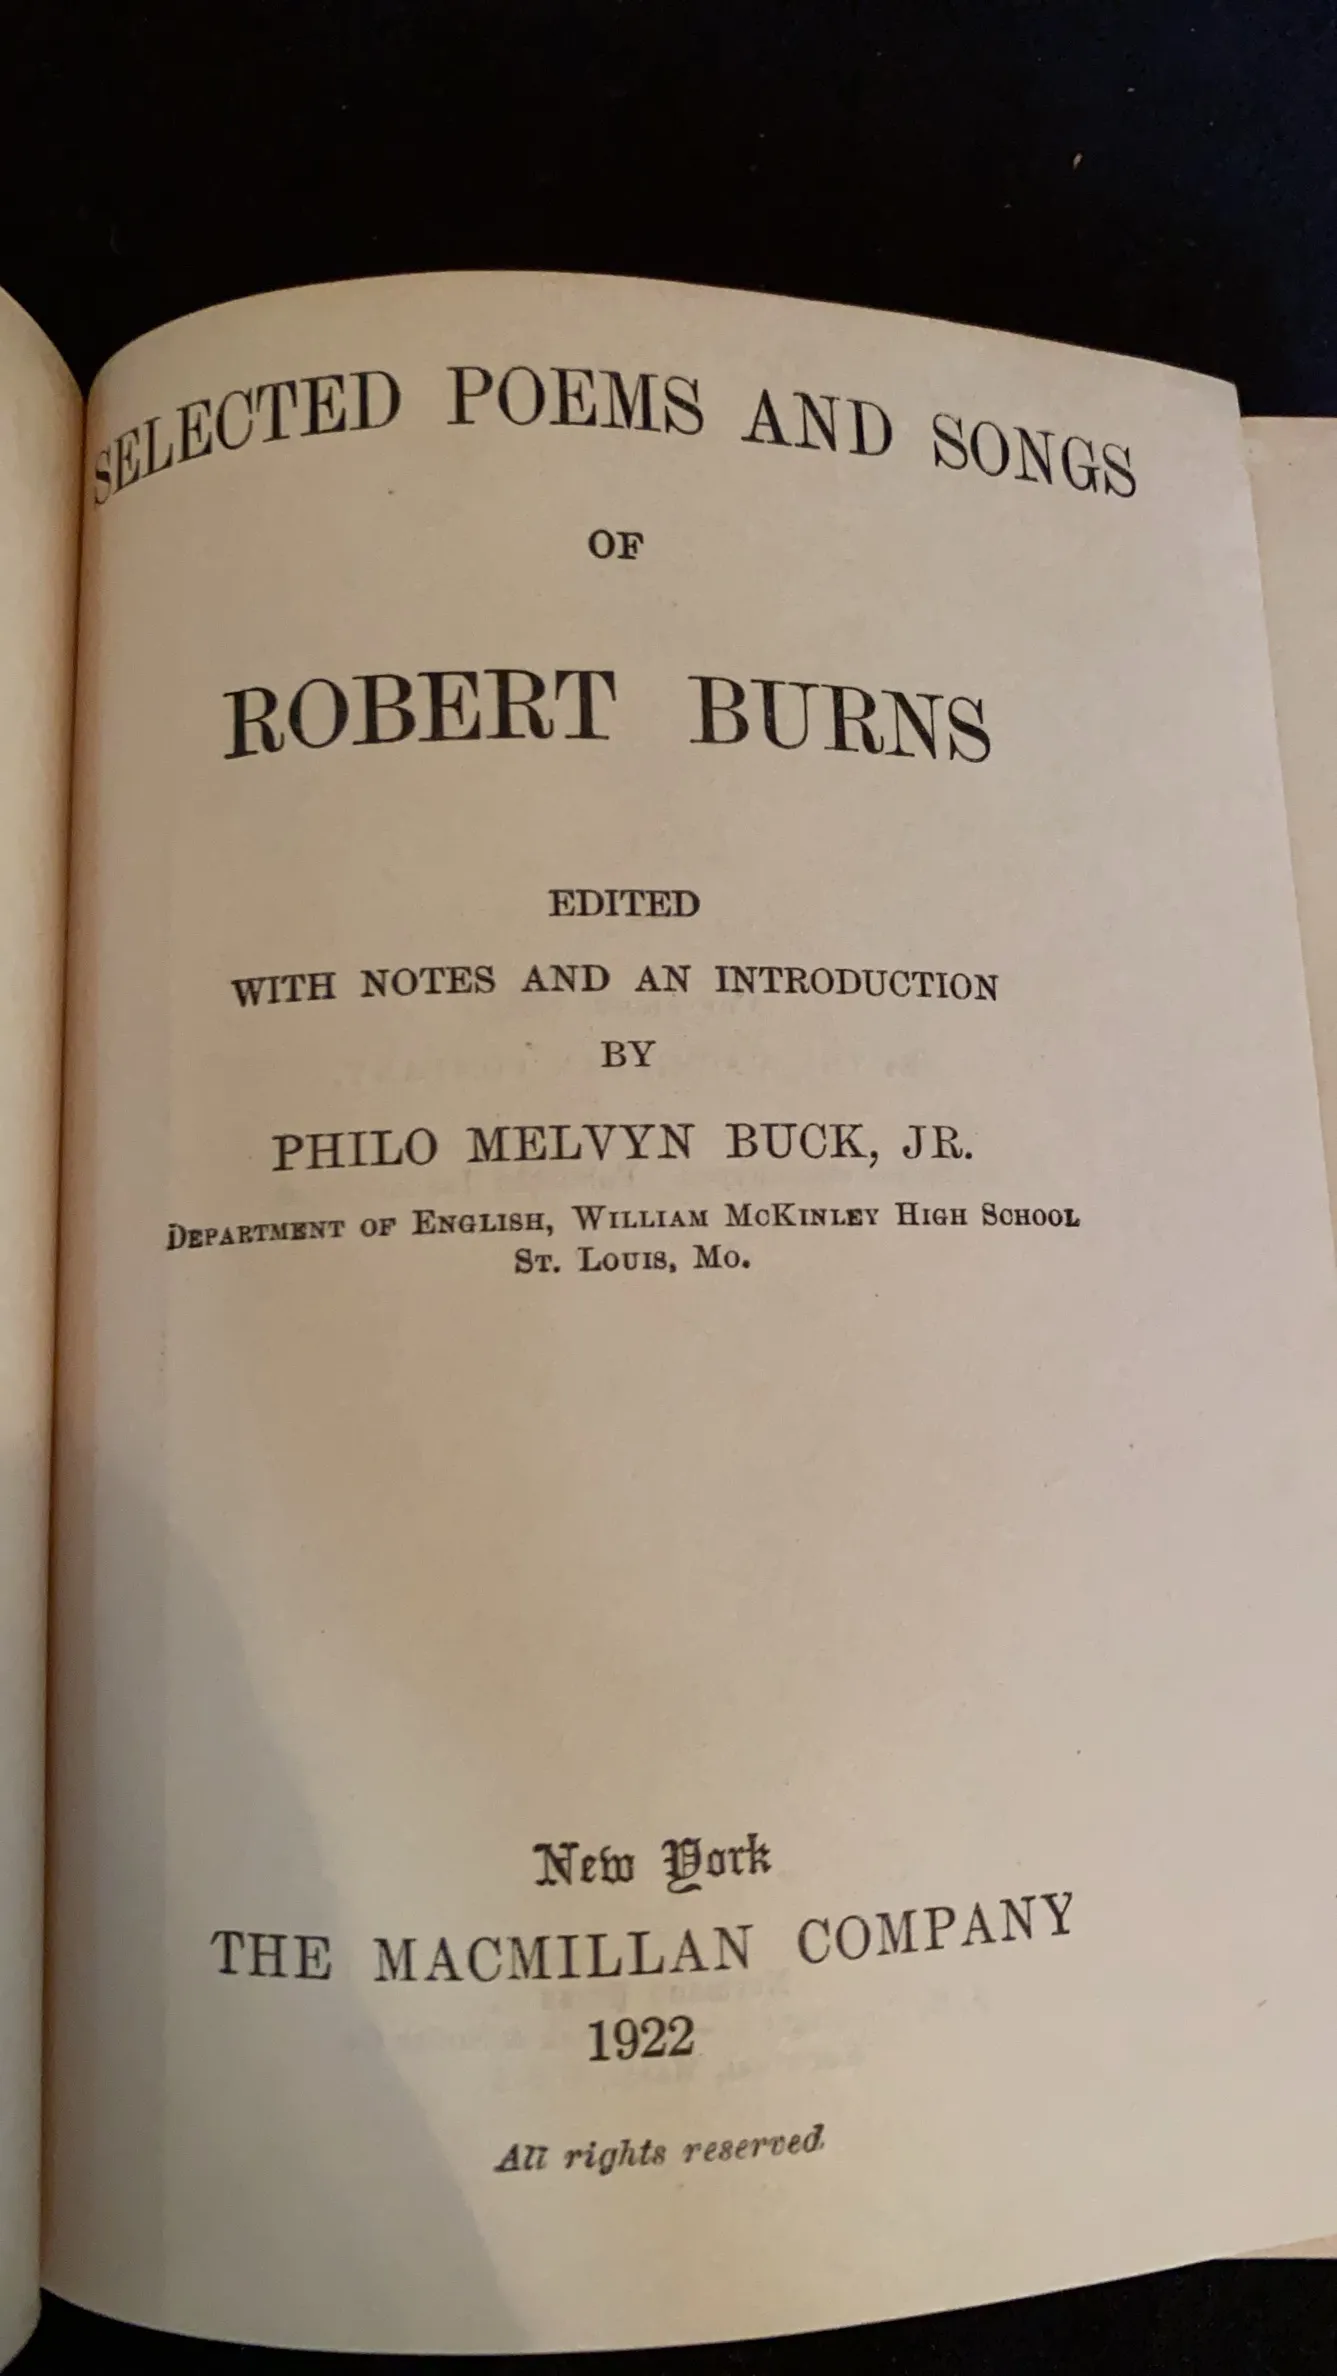 SELECTED POEMS AND SONGS
OF
ROBERT BURNS
EDITED
WITH NOTES AND AN INTRODUCTION
BY
PHILO MELVYN BUCK, JR.
DEPARTMENT OF ENGLISH, WILLIAM MCKINLEY HIGH SCHOOL
ST. LOUIS, MO.
New York
THE MACMILLAN COMPANY
1922
All rights reserved